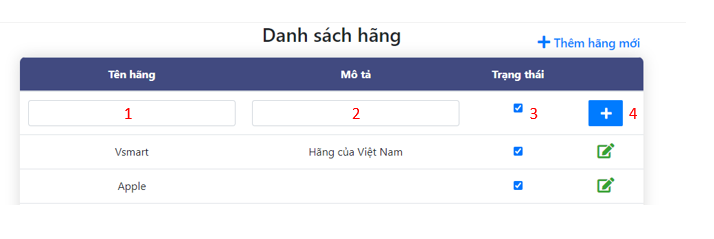 Danh sách hãng
Thêm hãng mới
Tên hãng Mô tả Trạng thái
1 2 3 4
Vsmart Hãng của Việt Nam
Apple